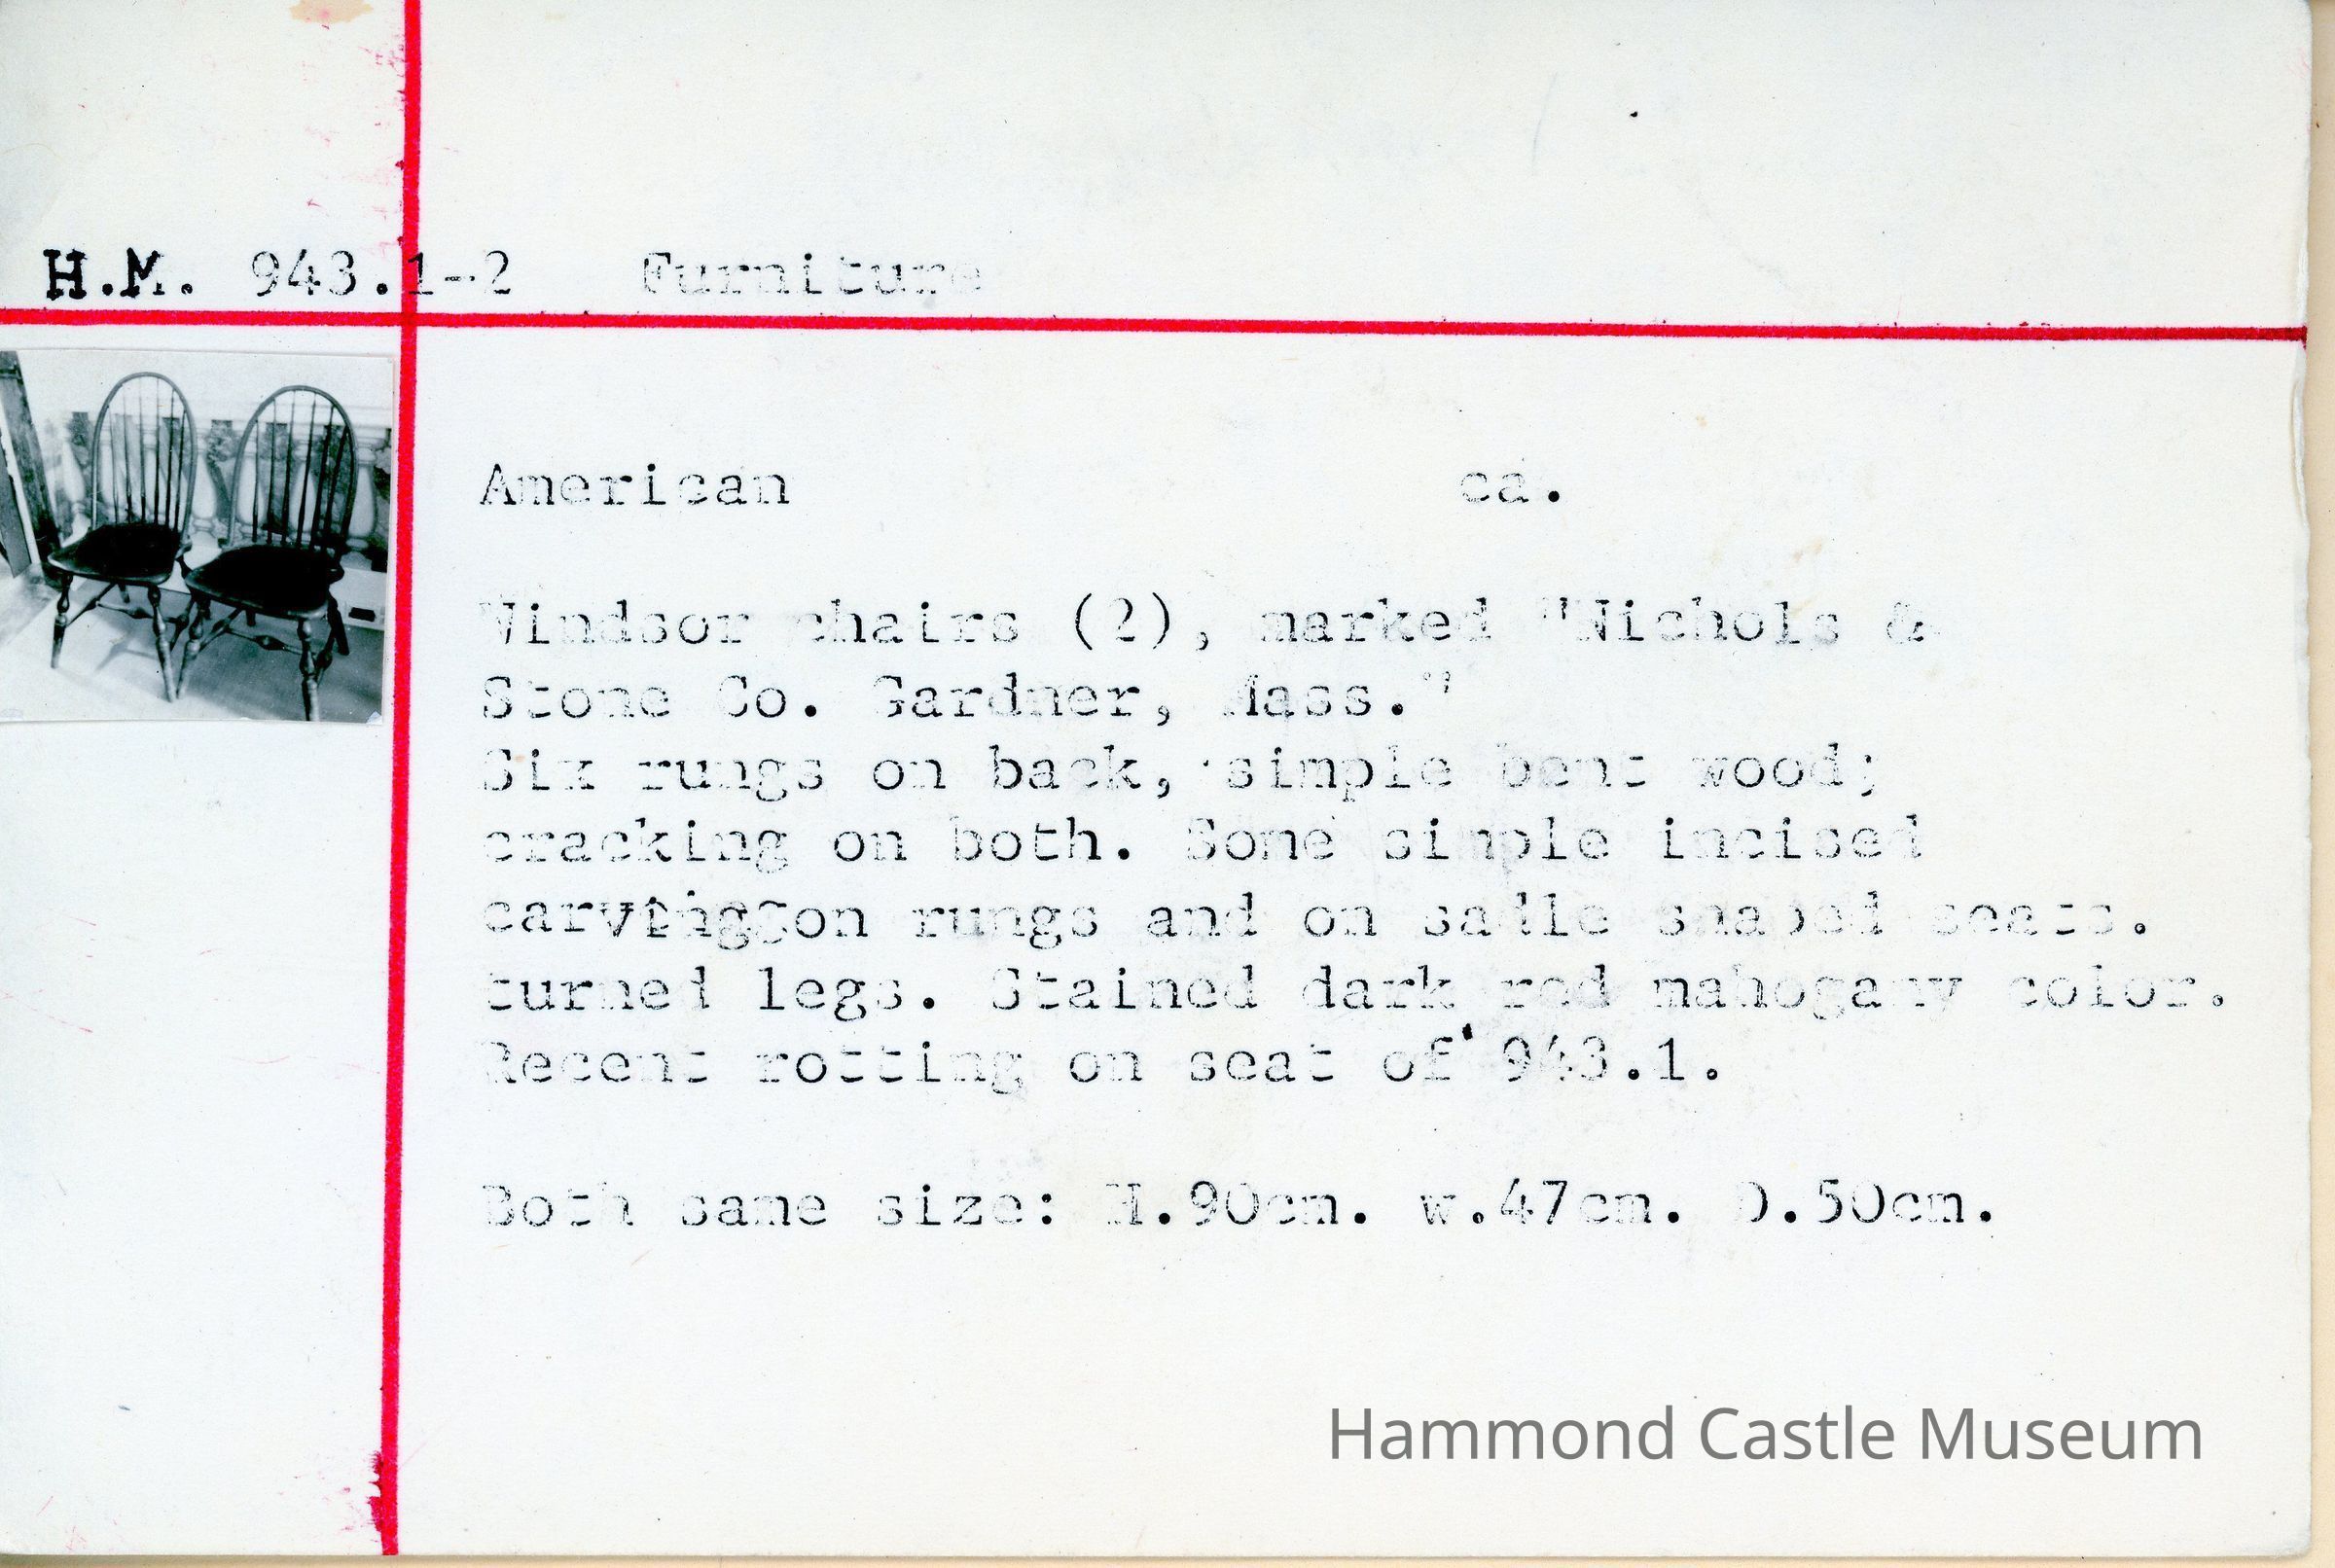 H.M. 943.1-2 Furniture
American ca.
Windsor chairs (2), marked "Nichols &
Stone Co. Gardner, Mass."
Six rungs on back, simple bent wood;
cracking on both. Some simple incised
carving on rungs and on sadle shaped seats.
turned legs. Stained dark red mahogany color.
Recent rotting on seat of 943.1.
Both same size: H.90cm. w.47cm. D.50cm.
Hammond Castle Museum